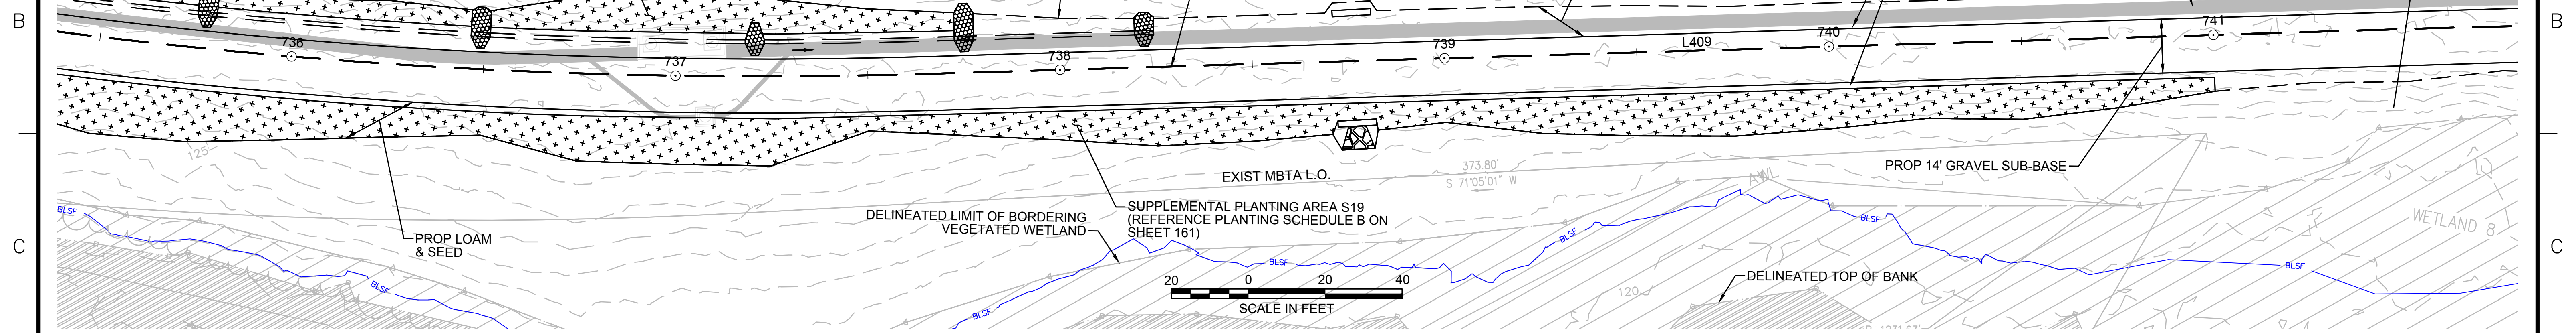 B
B
736
737
738
739
L409
740
741
125
373.80'
S 71°05'01" W
EXIST MBTA L.O.
PROP 14' GRAVEL SUB-BASE
AWL
BLSF
DELINEATED LIMIT OF BORDERING
VEGETATED WETLAND
SUPPLEMENTAL PLANTING AREA S19
(REFERENCE PLANTING SCHEDULE B ON
SHEET 161)
BLSF
BLSF
WETLAND 8
C
PROP LOAM
& SEED
C
BLSF
BLSF
BLSF
DELINEATED TOP OF BANK
20 0 20 40
SCALE IN FEET
120
BLSF